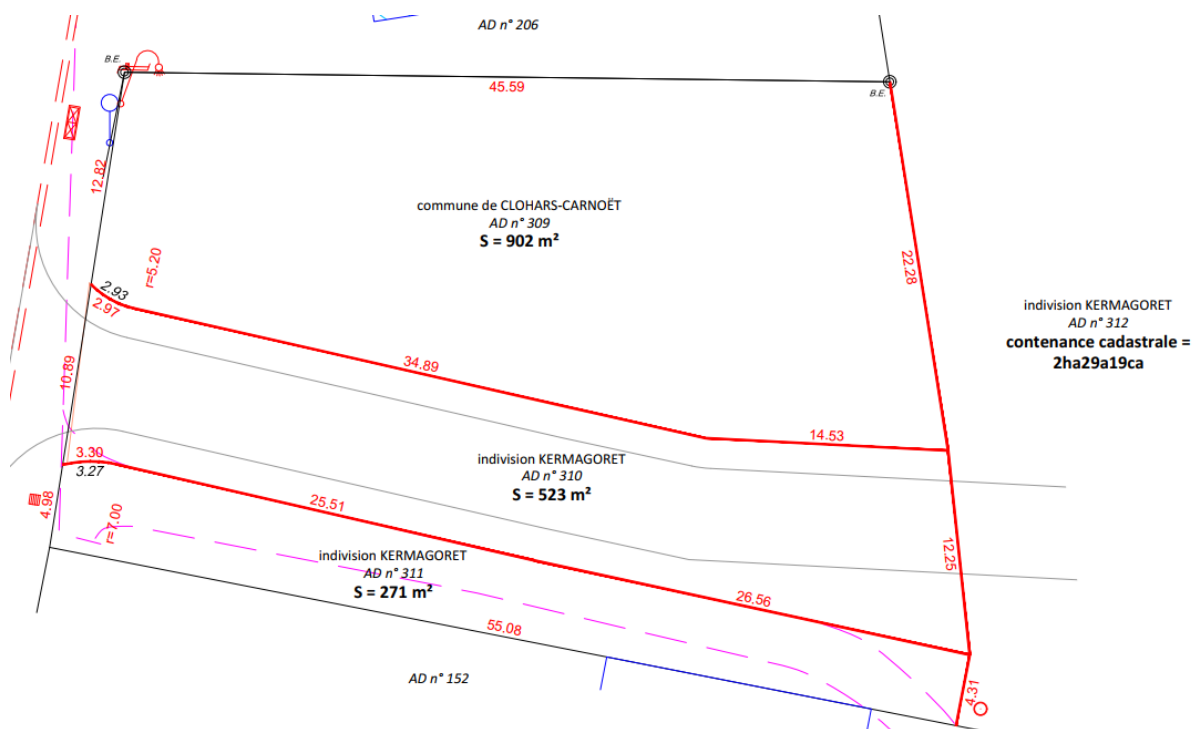 AD n° 206
B.E.
45.59
B.E.
12.82
commune de CLOHARS-CARNOËT
AD n° 309
S = 902 m²
r=5.20
22.28
2.93
2.97
indivision KERMAGORET
AD n° 312
contenance cadastrale =
2ha29a19ca
10.89
34.89
14.53
3.30
3.27
indivision KERMAGORET
AD n° 310
S = 523 m²
4.98
25.51
r=7.00
12.25
indivision KERMAGORET
AD n° 311
S = 271 m²
26.56
55.08
AD n° 152
4.31